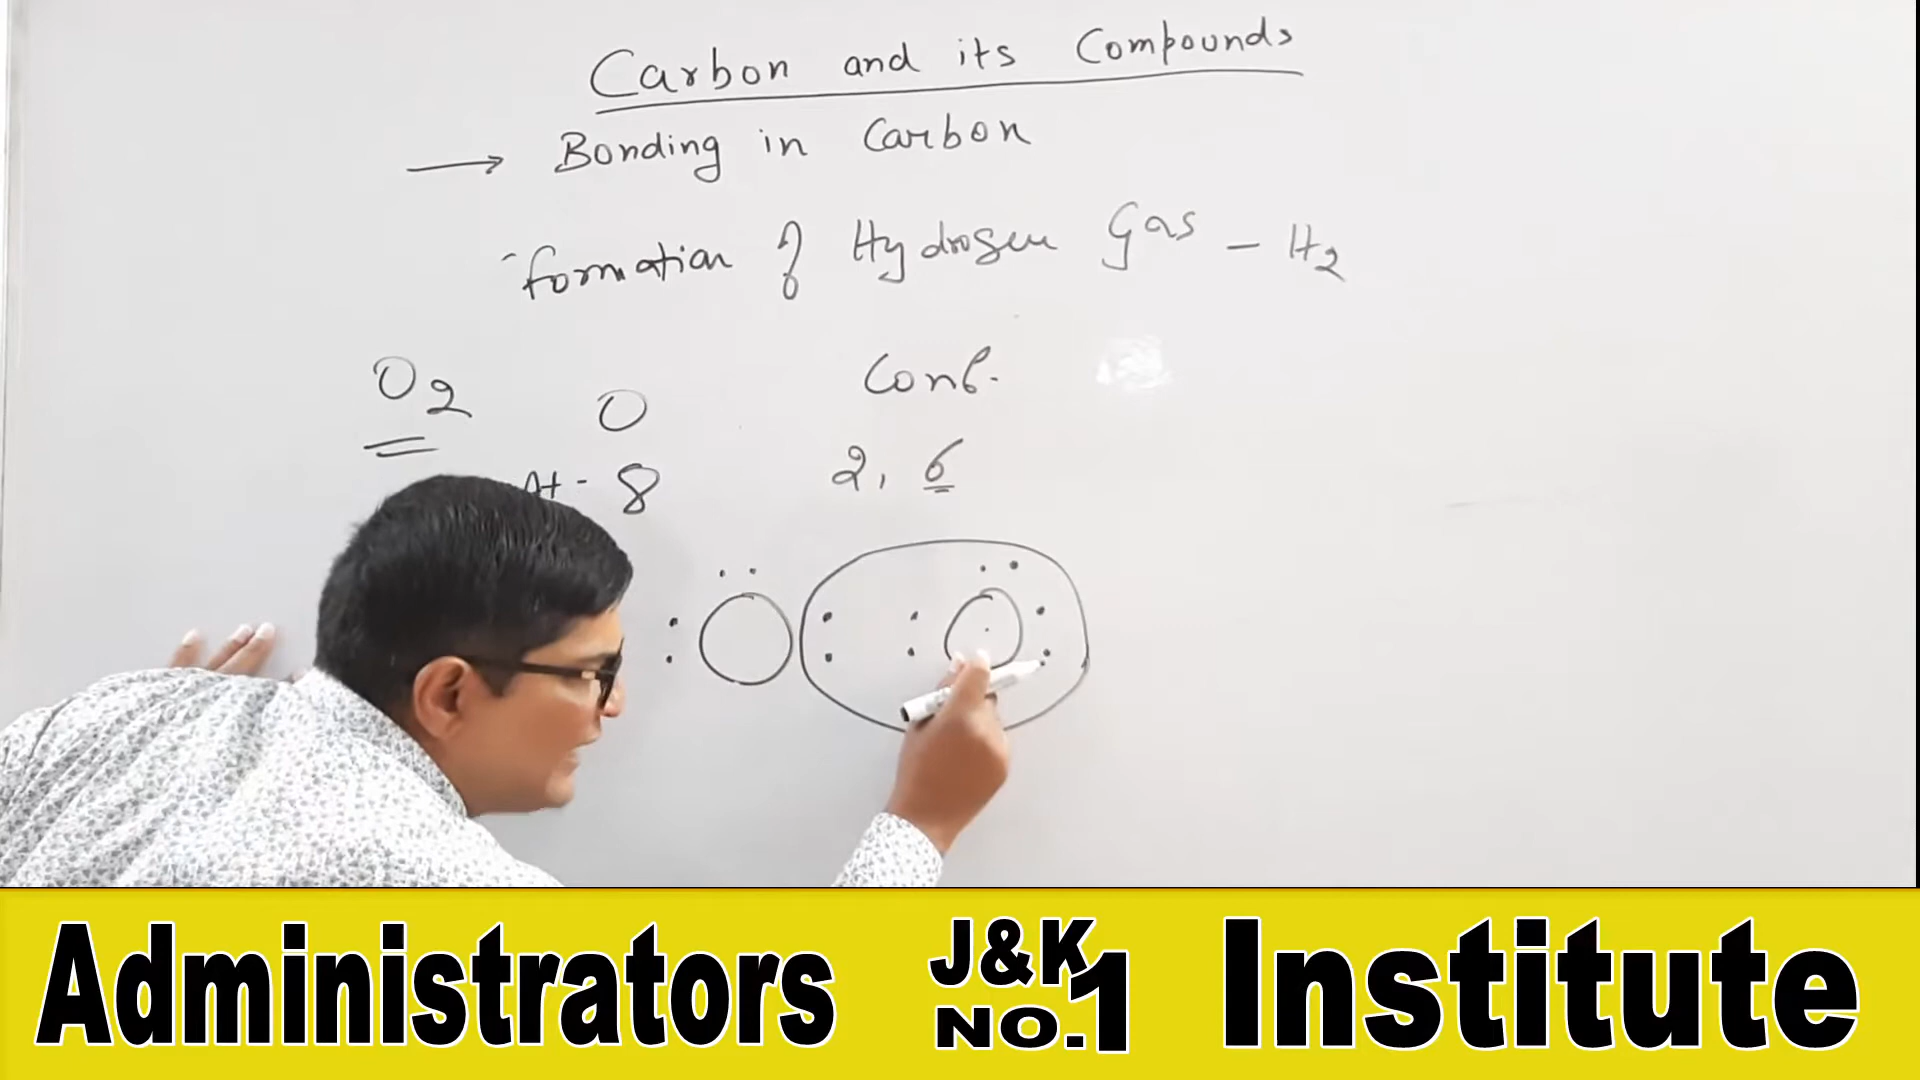 Carbon and its Compounds
→ Bonding in Carbon
formation of Hydrogen Gas - H2
O2 O Conf.
At - 8 2, 6
Administrators J&K NO.1 Institute